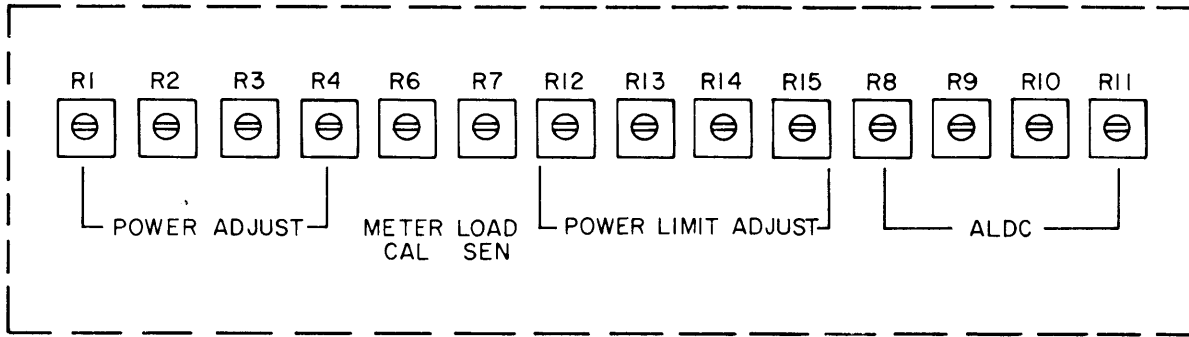 R1 R2 R3 R4 R6 R7 R12 R13 R14 R15 R8 R9 R10 R11
POWER ADJUST METER LOAD POWER LIMIT ADJUST ALDC
CAL SEN